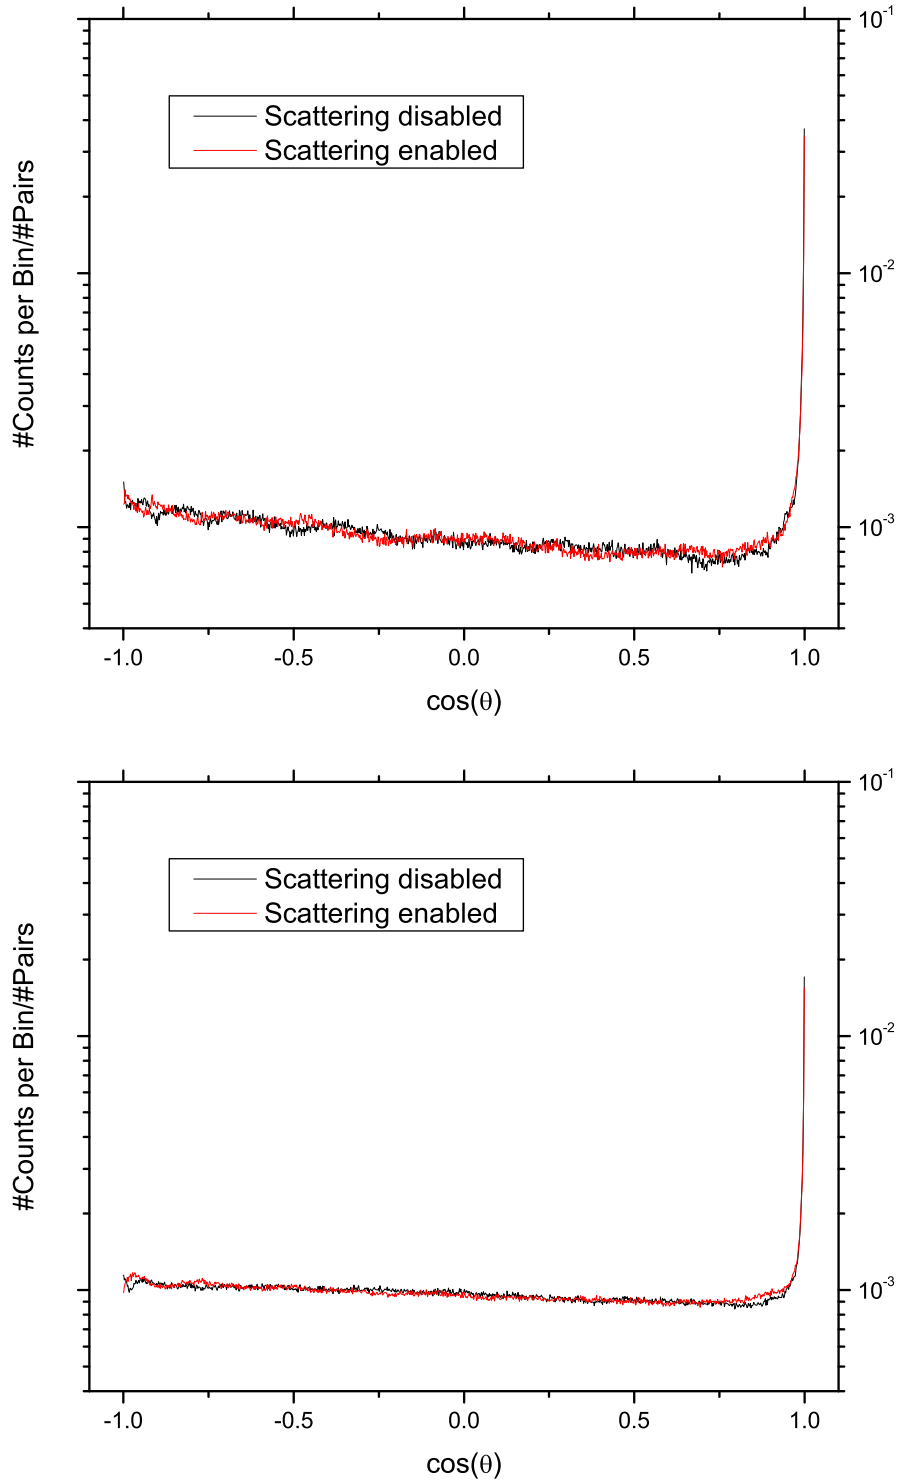 10⁻¹
Scattering disabled
Scattering enabled
#Counts per Bin/#Pairs
10⁻²
10⁻³
-1.0 -0.5 0.0 0.5 1.0
cos(θ)
10⁻¹
Scattering disabled
Scattering enabled
#Counts per Bin/#Pairs
10⁻²
10⁻³
-1.0 -0.5 0.0 0.5 1.0
cos(θ)